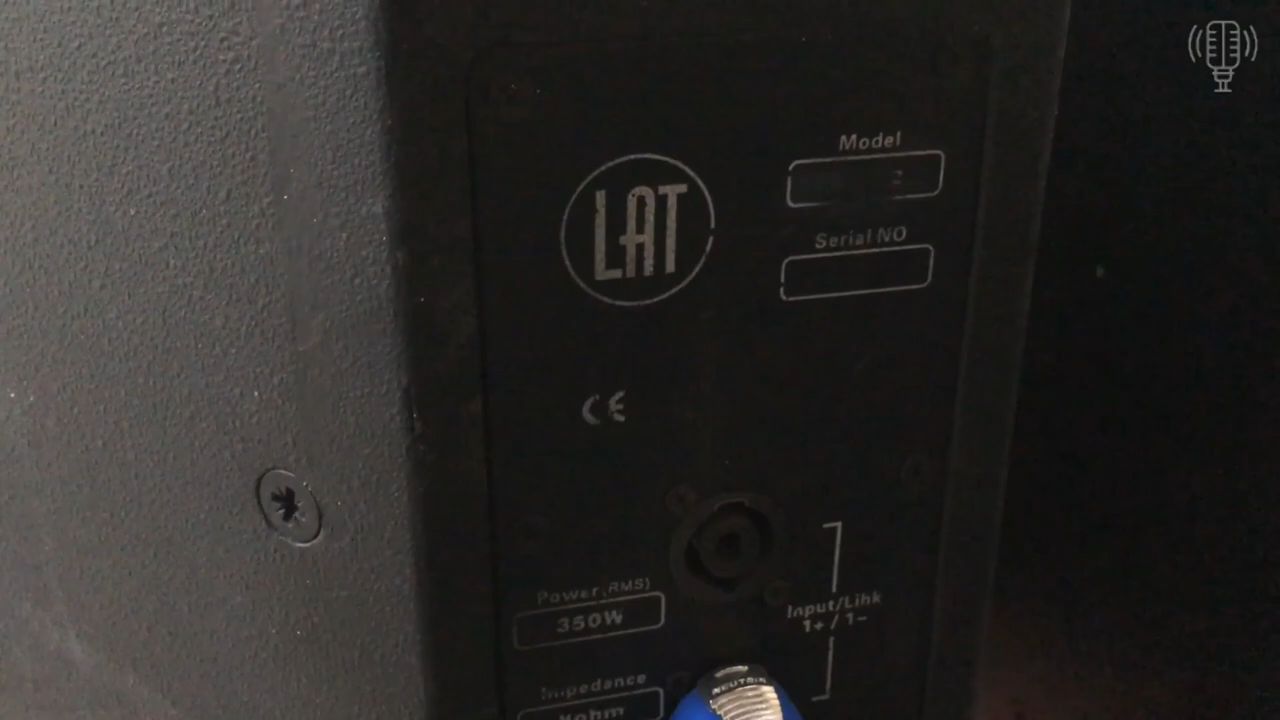 Model
LAT
Serial NO
CE
Power (RMS)
350W
Input/Lihk
1+ / 1-
Impedance
NEUTRIK